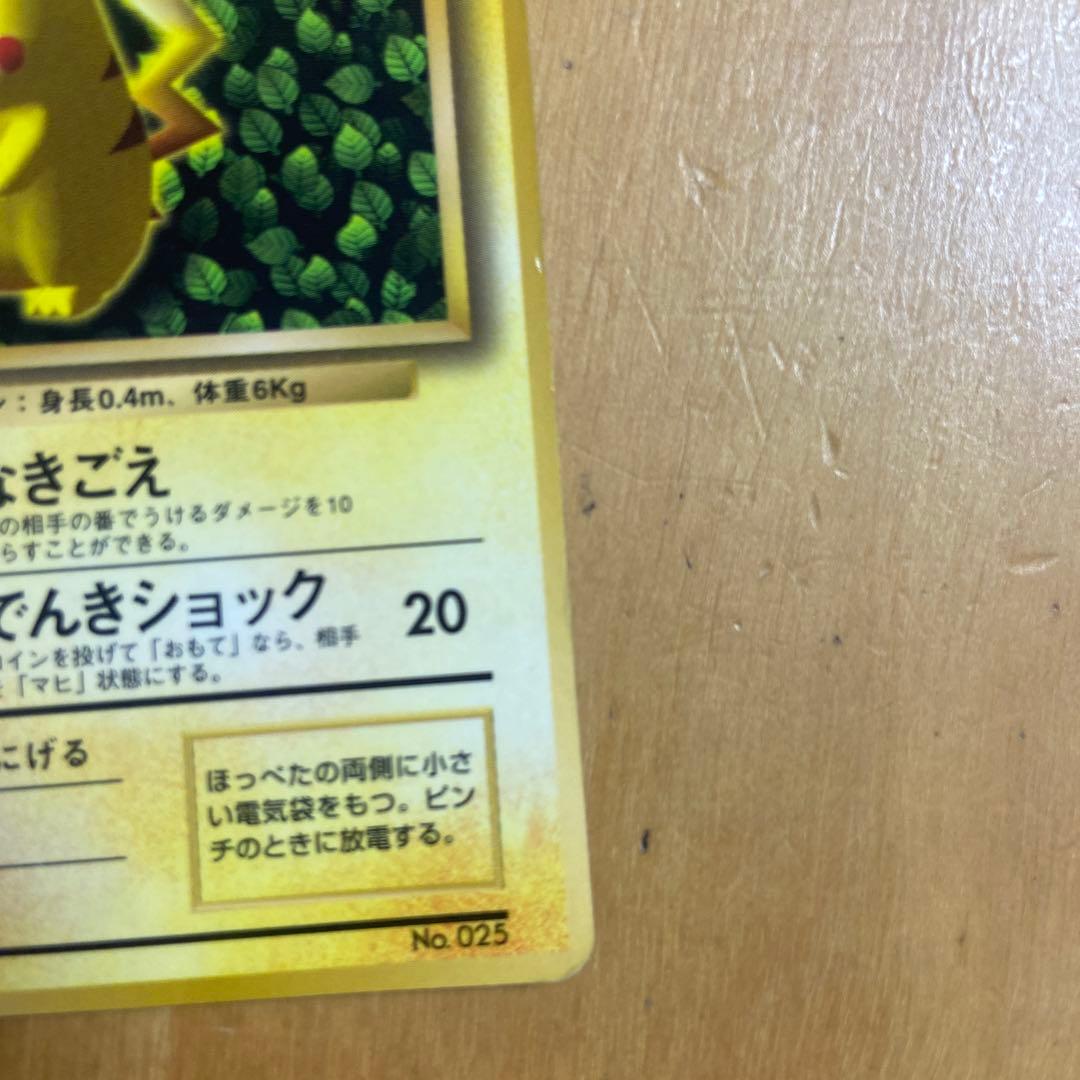 ン：身長0.4m、体重6Kg
なきごえ
の相手の番でうけるダメージを10
らすことができる。
でんきショック 20
コインを投げて「おもて」なら、相手
を「マヒ」状態にする。
にげる
ほっぺたの両側に小さ
い電気袋をもつ。ピン
チのときに放電する。
No. 025